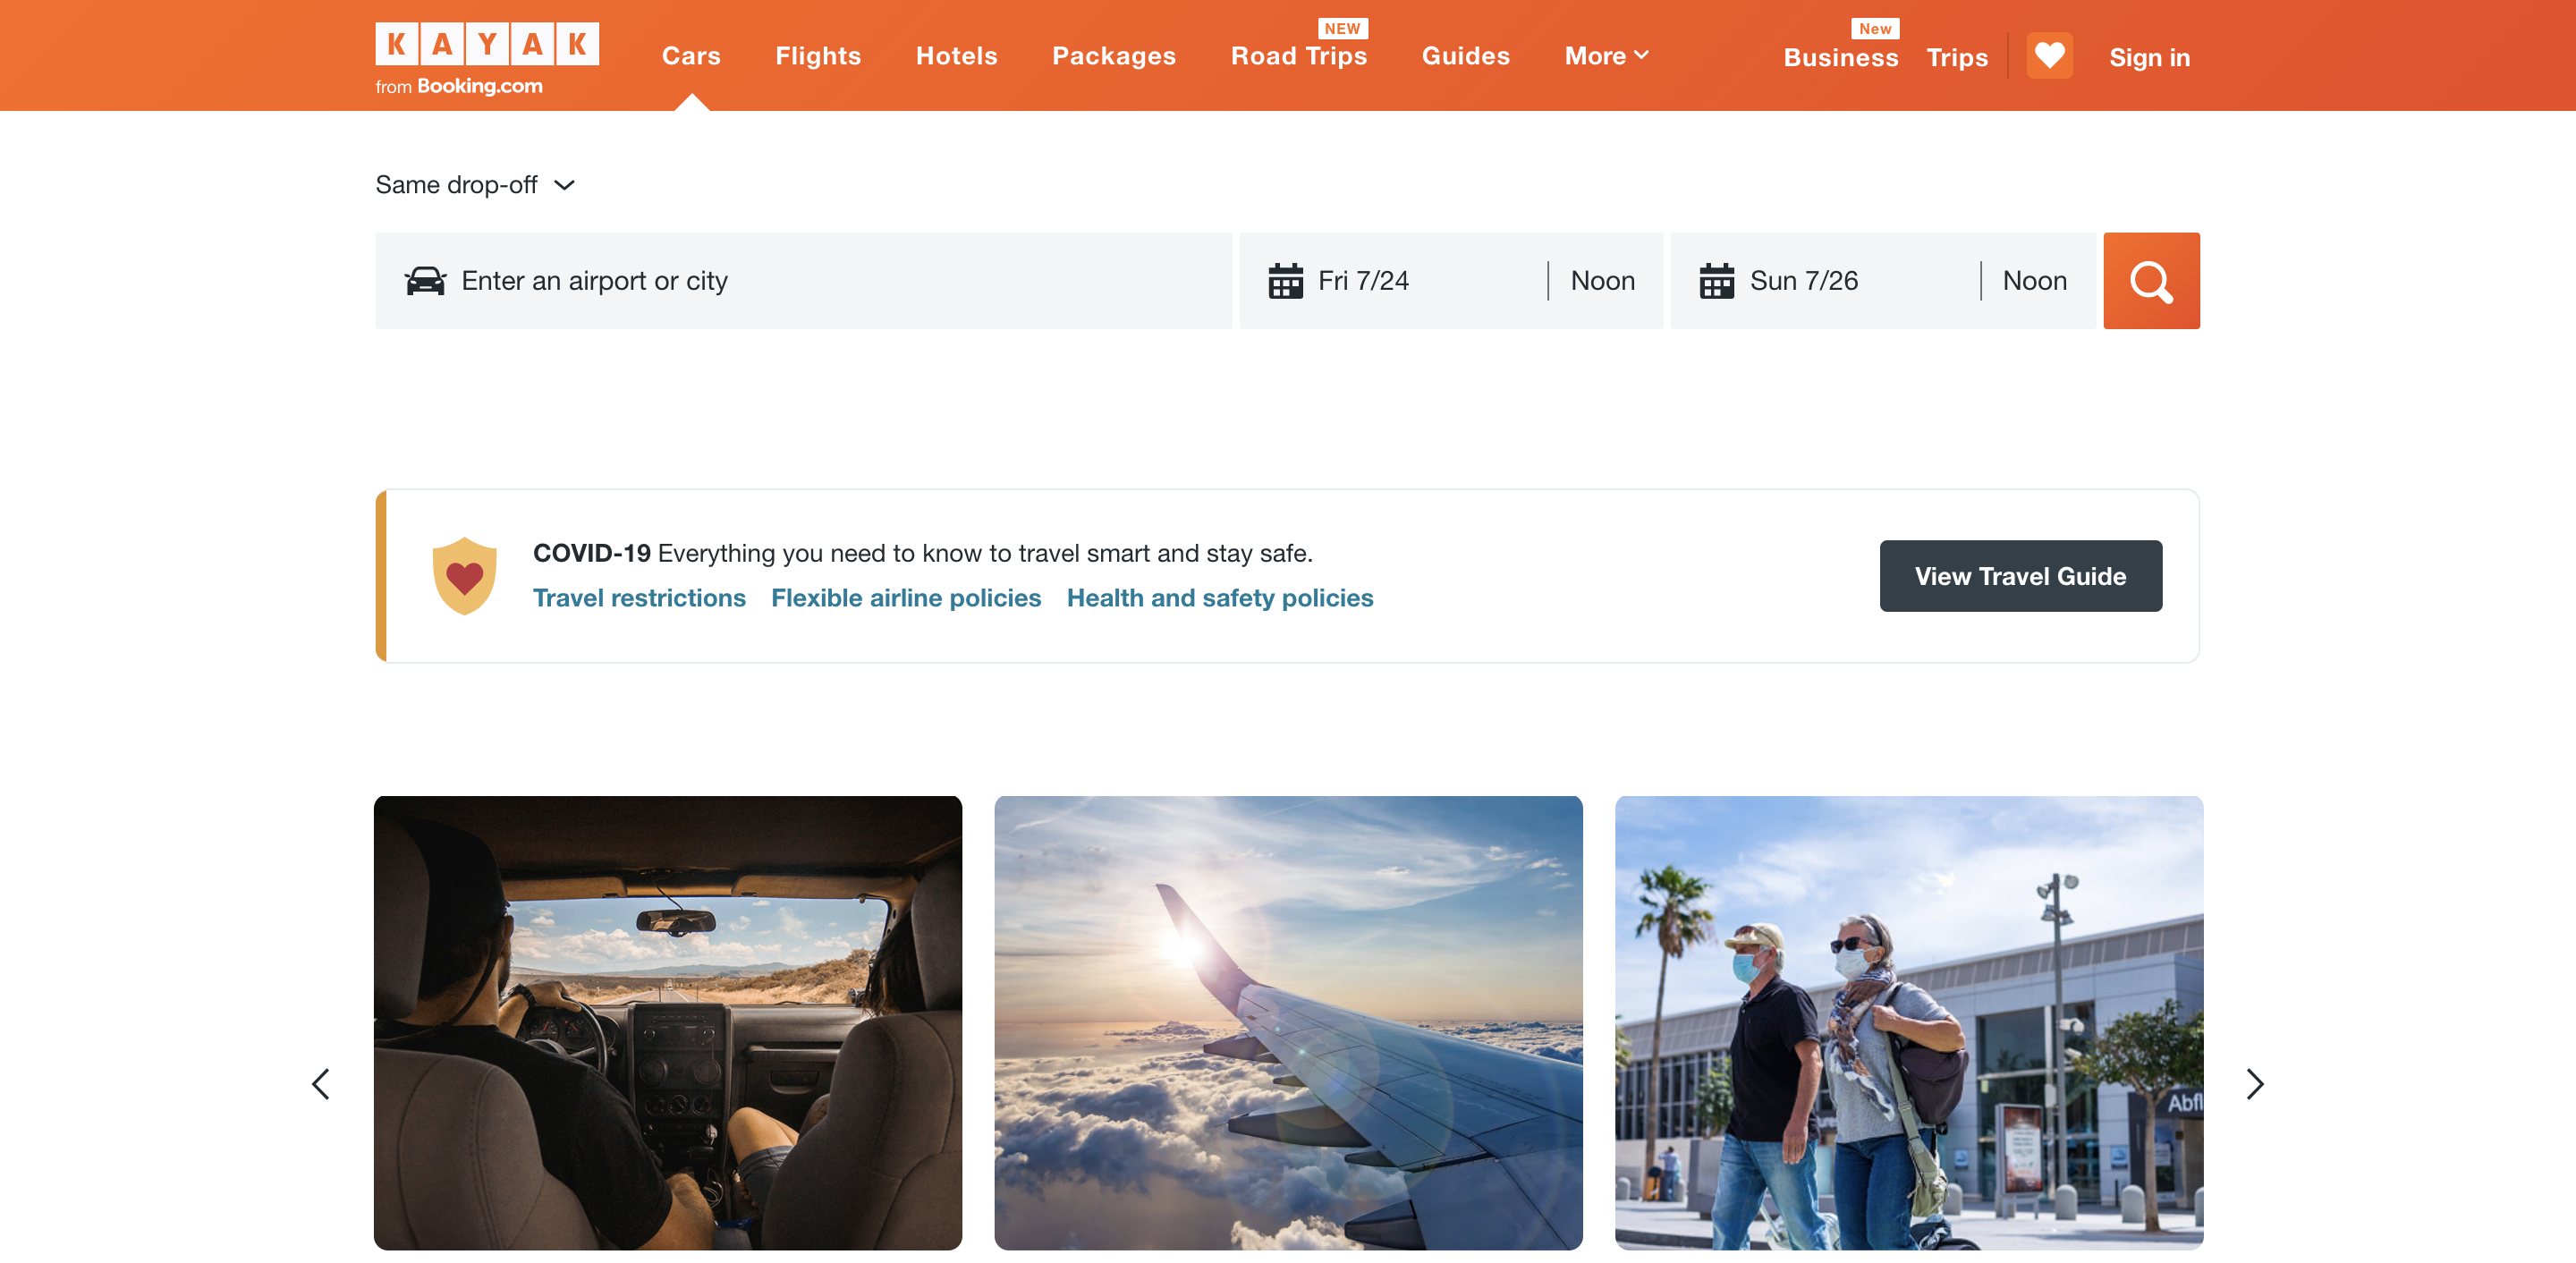 KAYAK
from Booking.com
Cars
Flights
Hotels
Packages
NEW
Road Trips
Guides
More
New
Business
Trips
Sign in
Same drop-off
Enter an airport or city
Fri 7/24
Noon
Sun 7/26
Noon
COVID-19 Everything you need to know to travel smart and stay safe.
Travel restrictions Flexible airline policies Health and safety policies
View Travel Guide
Abfl